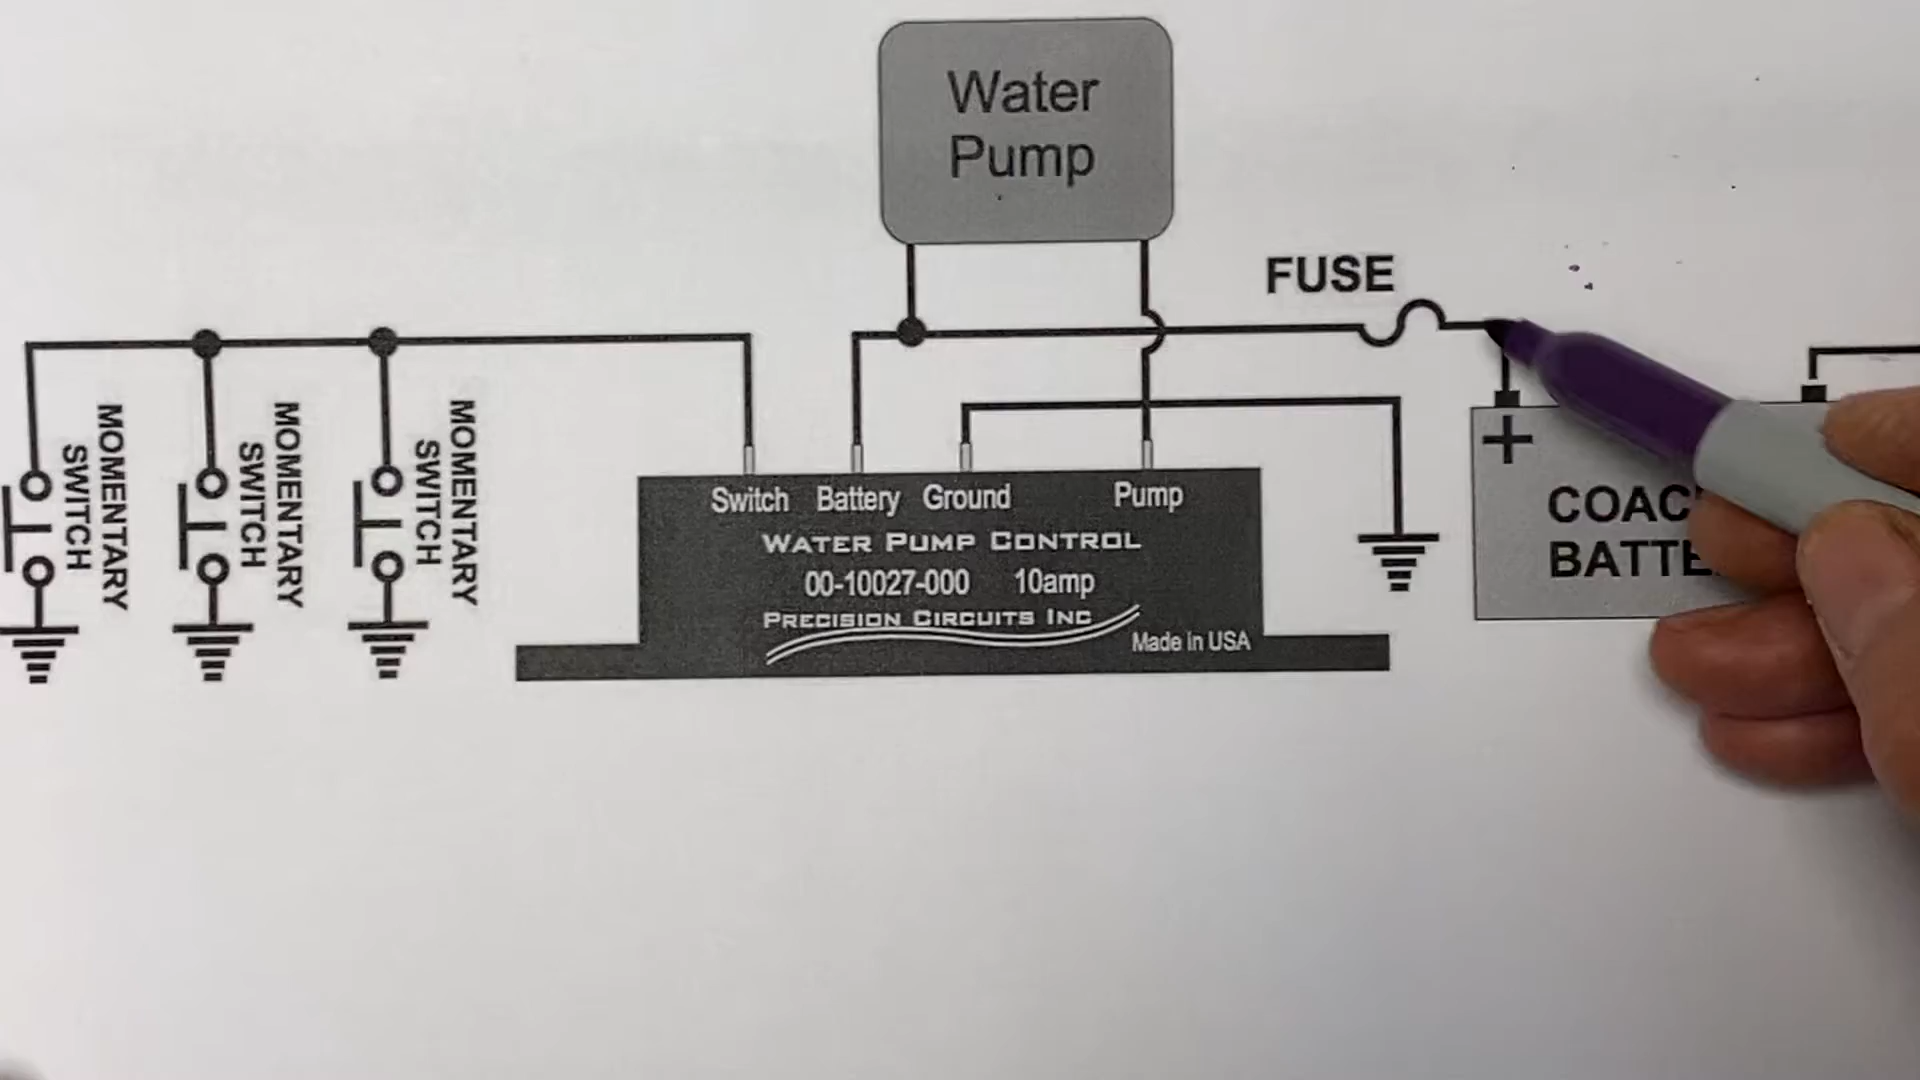 Water
Pump
FUSE
MOMENTARY
SWITCH
MOMENTARY
SWITCH
MOMENTARY
SWITCH
+
Switch Battery Ground Pump
WATER PUMP CONTROL
00-10027-000 10amp
PRECISION CIRCUITS INC
Made in USA